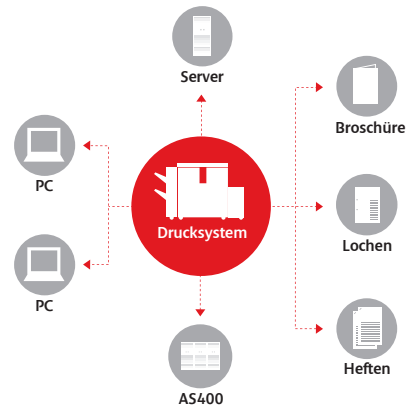 Server
Broschüre
PC
Drucksystem
Lochen
PC
Heften
AS400